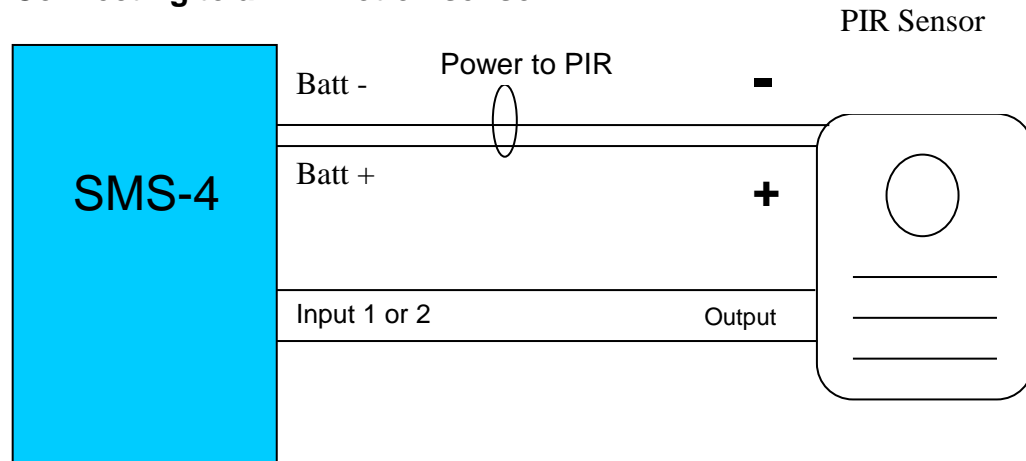 PIR Sensor
Power to PIR
Batt -
-
Batt +
+
SMS-4
Input 1 or 2
Output